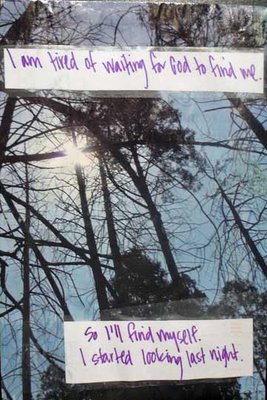 I am tired of waiting for God to find me.
So I'll find myself.
I started looking last night.